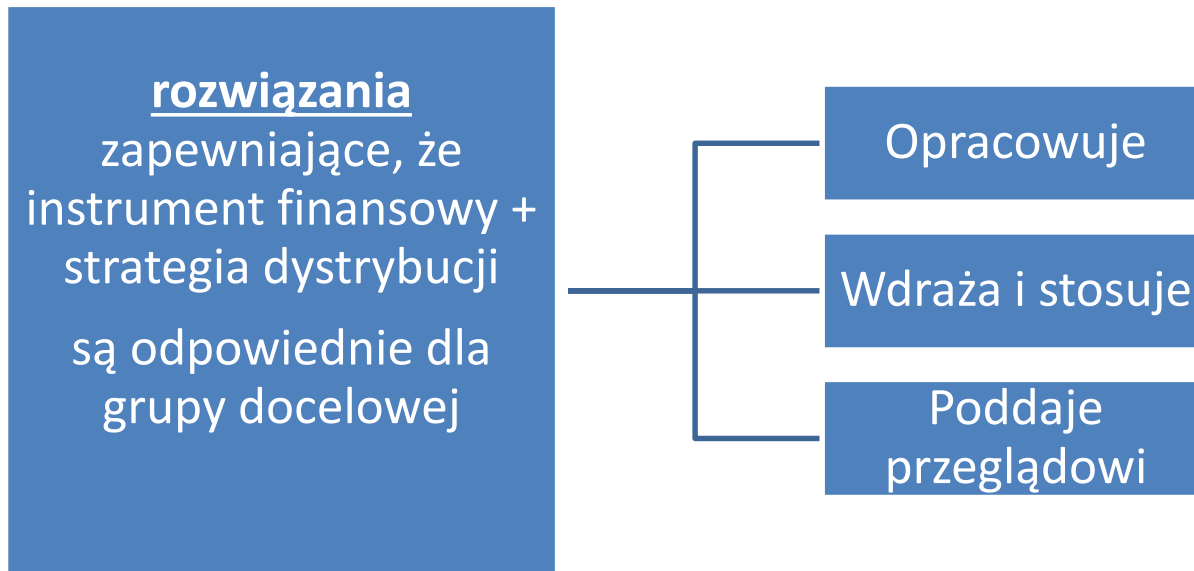 rozwiązania
zapewniające, że
instrument finansowy +
strategia dystrybucji
są odpowiednie dla
grupy docelowej
Opracowuje
Wdraża i stosuje
Poddaje
przeglądowi